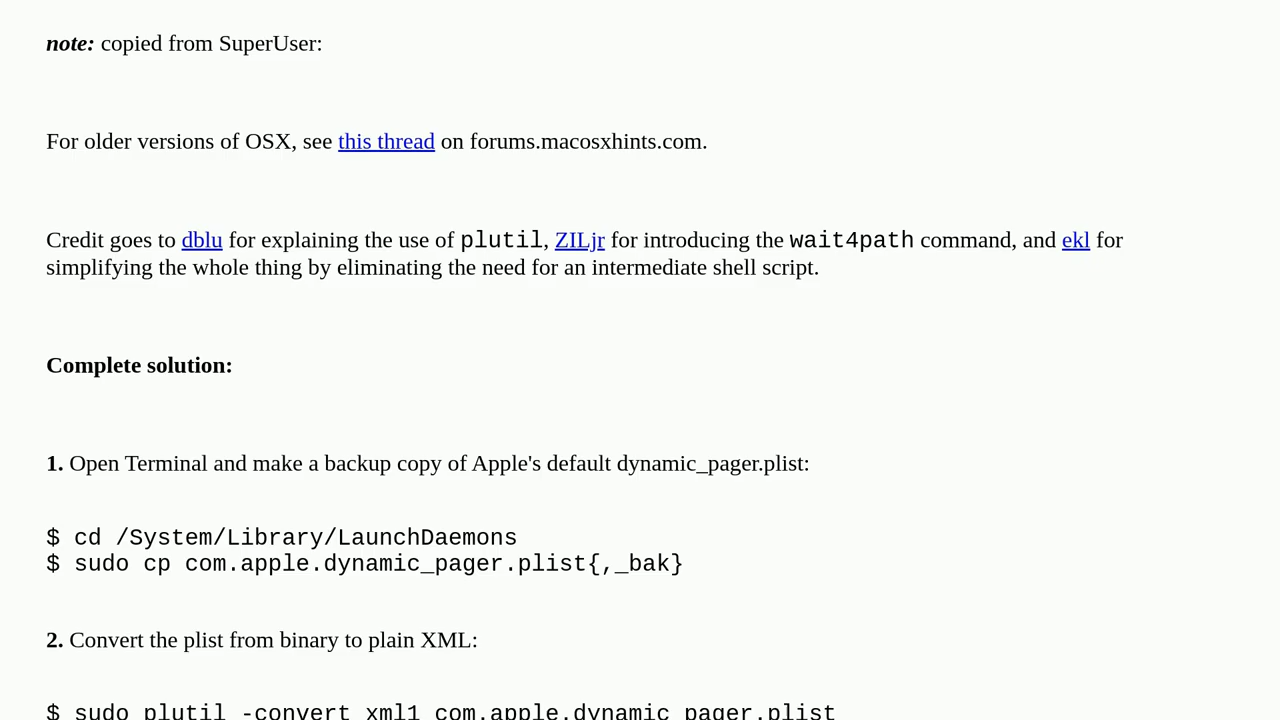 note: copied from SuperUser:
For older versions of OSX, see this thread on forums.macosxhints.com.
Credit goes to dblu for explaining the use of plutil, ZILjr for introducing the wait4path command, and ekl for
simplifying the whole thing by eliminating the need for an intermediate shell script.
Complete solution:
1. Open Terminal and make a backup copy of Apple's default dynamic_pager.plist:
$ cd /System/Library/LaunchDaemons
$ sudo cp com.apple.dynamic_pager.plist{,_bak}
2. Convert the plist from binary to plain XML:
$ sudo plutil -convert xml1 com.apple.dynamic_pager.plist